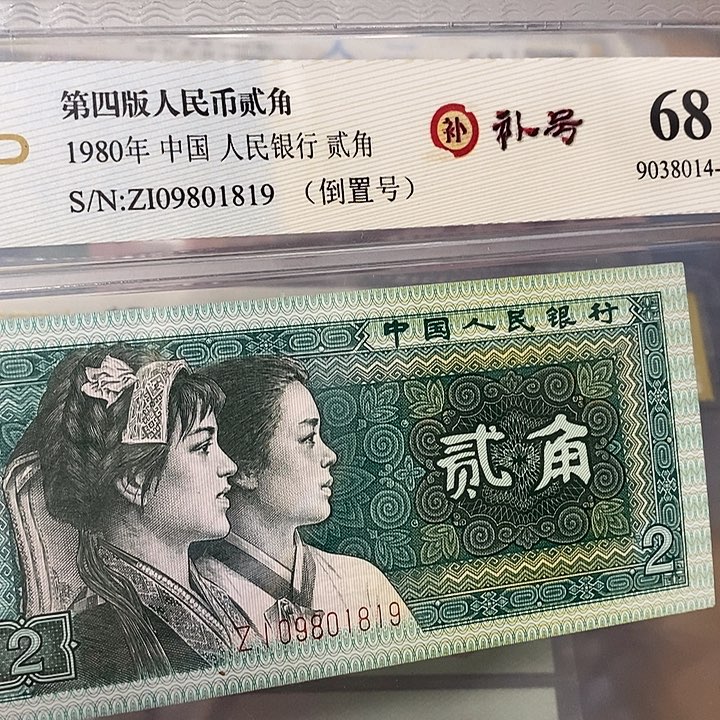 第四版人民币贰角
1980年 中国 人民银行 贰角
S/N:ZI09801819 (倒置号)
补 补号
68
9038014-
中国人民银行
贰角
2
ZI09801819
2